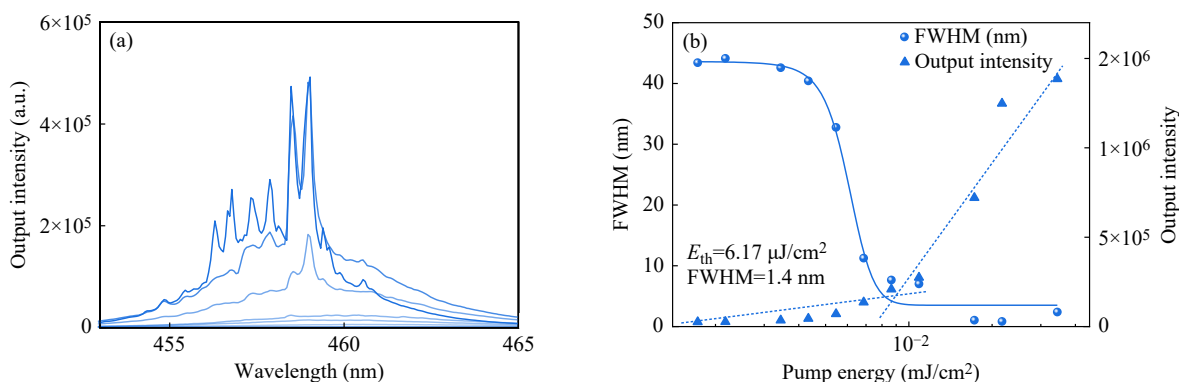 (a)
6×10⁵
4×10⁵
2×10⁵
0
455
460
465
Output intensity (a.u.)
Wavelength (nm)
(b)
FWHM (nm)
Output intensity
50
40
30
20
10
0
FWHM (nm)
E_th=6.17 μJ/cm²
FWHM=1.4 nm
2×10⁶
1×10⁶
5×10⁵
0
Output intensity
10⁻²
Pump energy (mJ/cm²)